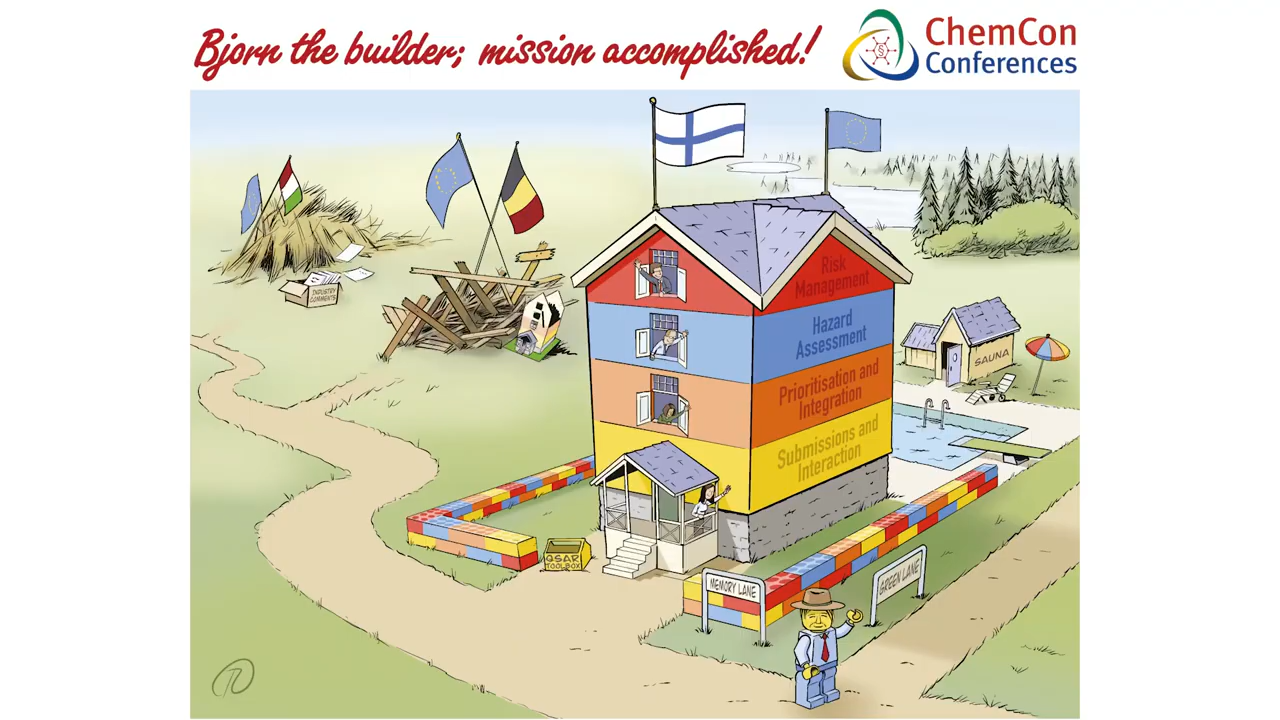 Bjorn the builder; mission accomplished!
ChemCon
Conferences
INDUSTRY
COMMENTS
Risk
Management
Hazard
Assessment
Prioritisation and
Integration
Submissions and
Interaction
SAUNA
QSAR
TOOLBOX
MEMORY LANE
GREEN LANE